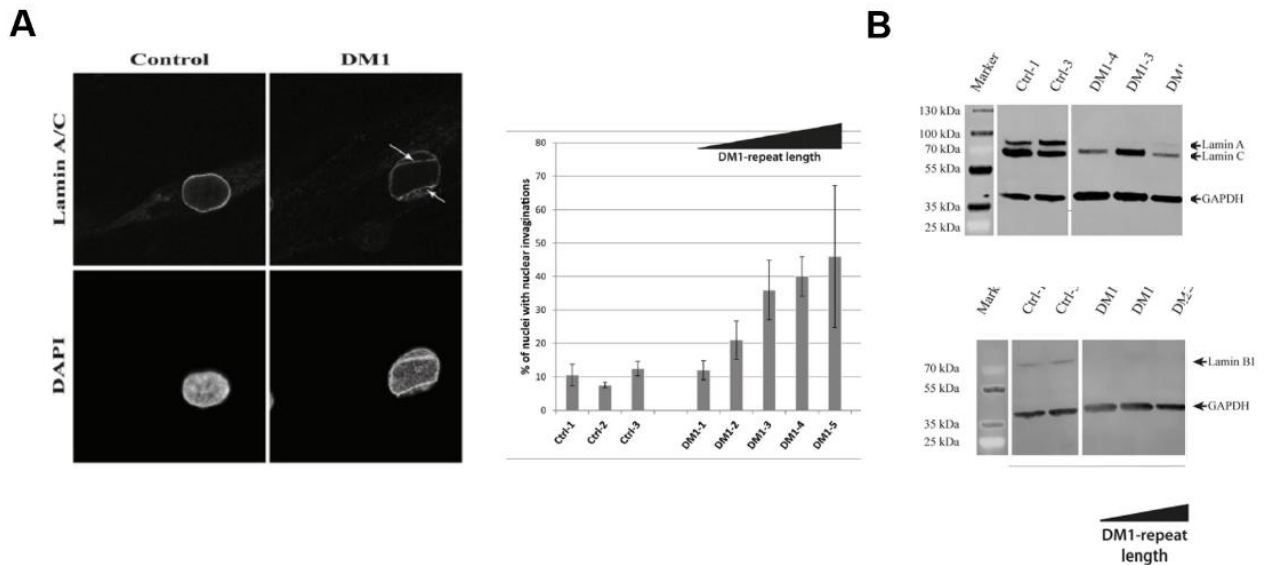 A
Control
DM1
Lamin A/C
DAPI
% of nuclei with nuclear invaginations
80
70
60
50
40
30
20
10
0
DM1-repeat length
Ctrl-1
Ctrl-2
Ctrl-3
DM1-1
DM1-2
DM1-3
DM1-4
DM1-5
B
Marker
Ctrl-1
Ctrl-3
DM1-4
DM1-3
130 kDa
100 kDa
70 kDa
55 kDa
35 kDa
25 kDa
Lamin A
Lamin C
GAPDH
Mark
DM1
DM1
70 kDa
55 kDa
35 kDa
25 kDa
Lamin B1
GAPDH
DM1-repeat
length